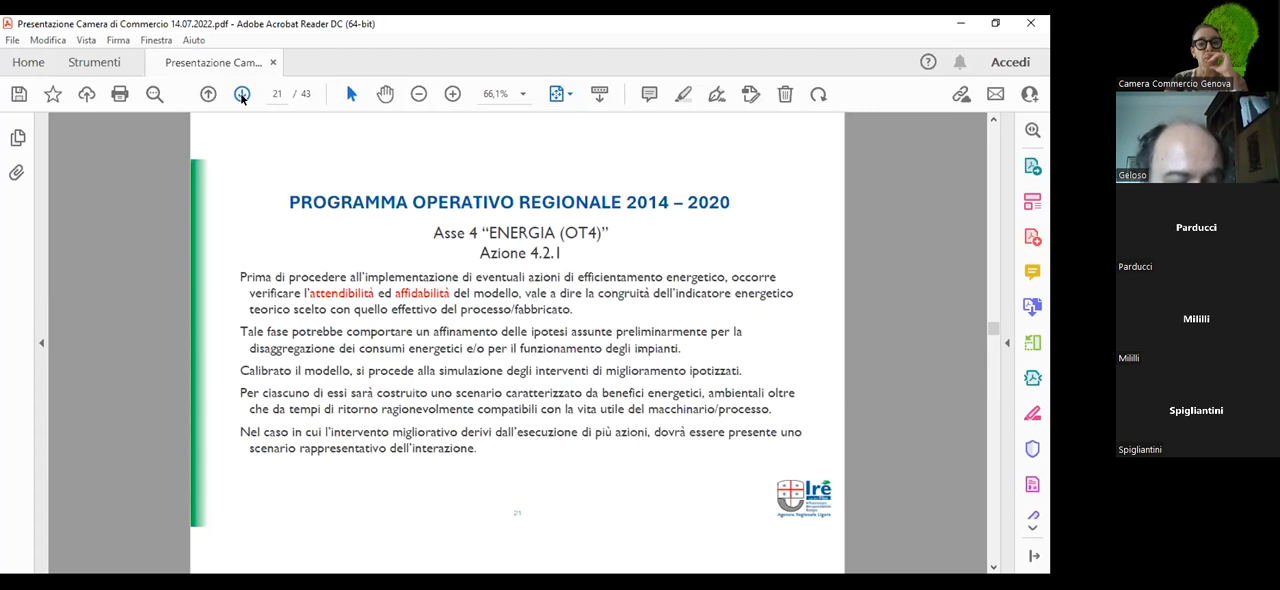 Presentazione Camera di Commercio 14.07.2022.pdf - Adobe Acrobat Reader DC (64-bit)
File Modifica Vista Firma Finestra Aiuto
Home Strumenti Presentazione Cam... × Accedi
21 / 43 66,1%
PROGRAMMA OPERATIVO REGIONALE 2014 – 2020
Asse 4 “ENERGIA (OT4)”
Azione 4.2.1
Prima di procedere all’implementazione di eventuali azioni di efficientamento energetico, occorre
verificare l’attendibilità ed affidabilità del modello, vale a dire la congruità dell’indicatore energetico
teorico scelto con quello effettivo del processo/fabbricato.
Tale fase potrebbe comportare un affinamento delle ipotesi assunte preliminarmente per la
disaggregazione dei consumi energetici e/o per il funzionamento degli impianti.
Calibrato il modello, si procede alla simulazione degli interventi di miglioramento ipotizzati.
Per ciascuno di essi sarà costruito uno scenario caratterizzato da benefici energetici, ambientali oltre
che da tempi di ritorno ragionevolmente compatibili con la vita utile del macchinario/processo.
Nel caso in cui l’intervento migliorativo derivi dall’esecuzione di più azioni, dovrà essere presente uno
scenario rappresentativo dell’interazione.
Ire
Agenzia Regionale Ligure
21
Camera Commercio Genova
Geloso
Parducci
Parducci
Mililli
Mililli
Spigliantini
Spigliantini